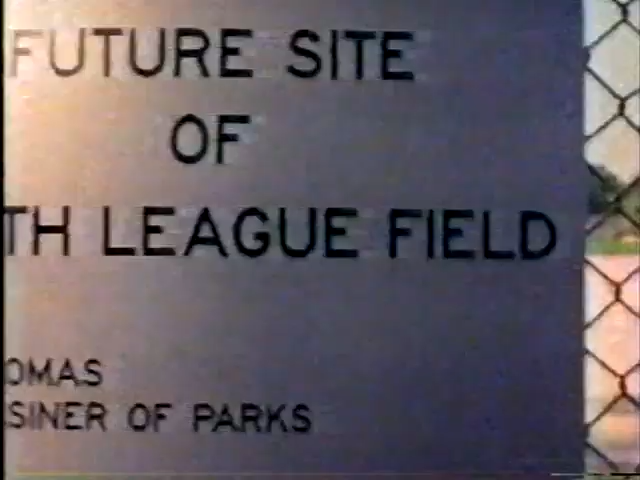 FUTURE SITE
OF
TH LEAGUE FIELD
OMAS
SINER OF PARKS